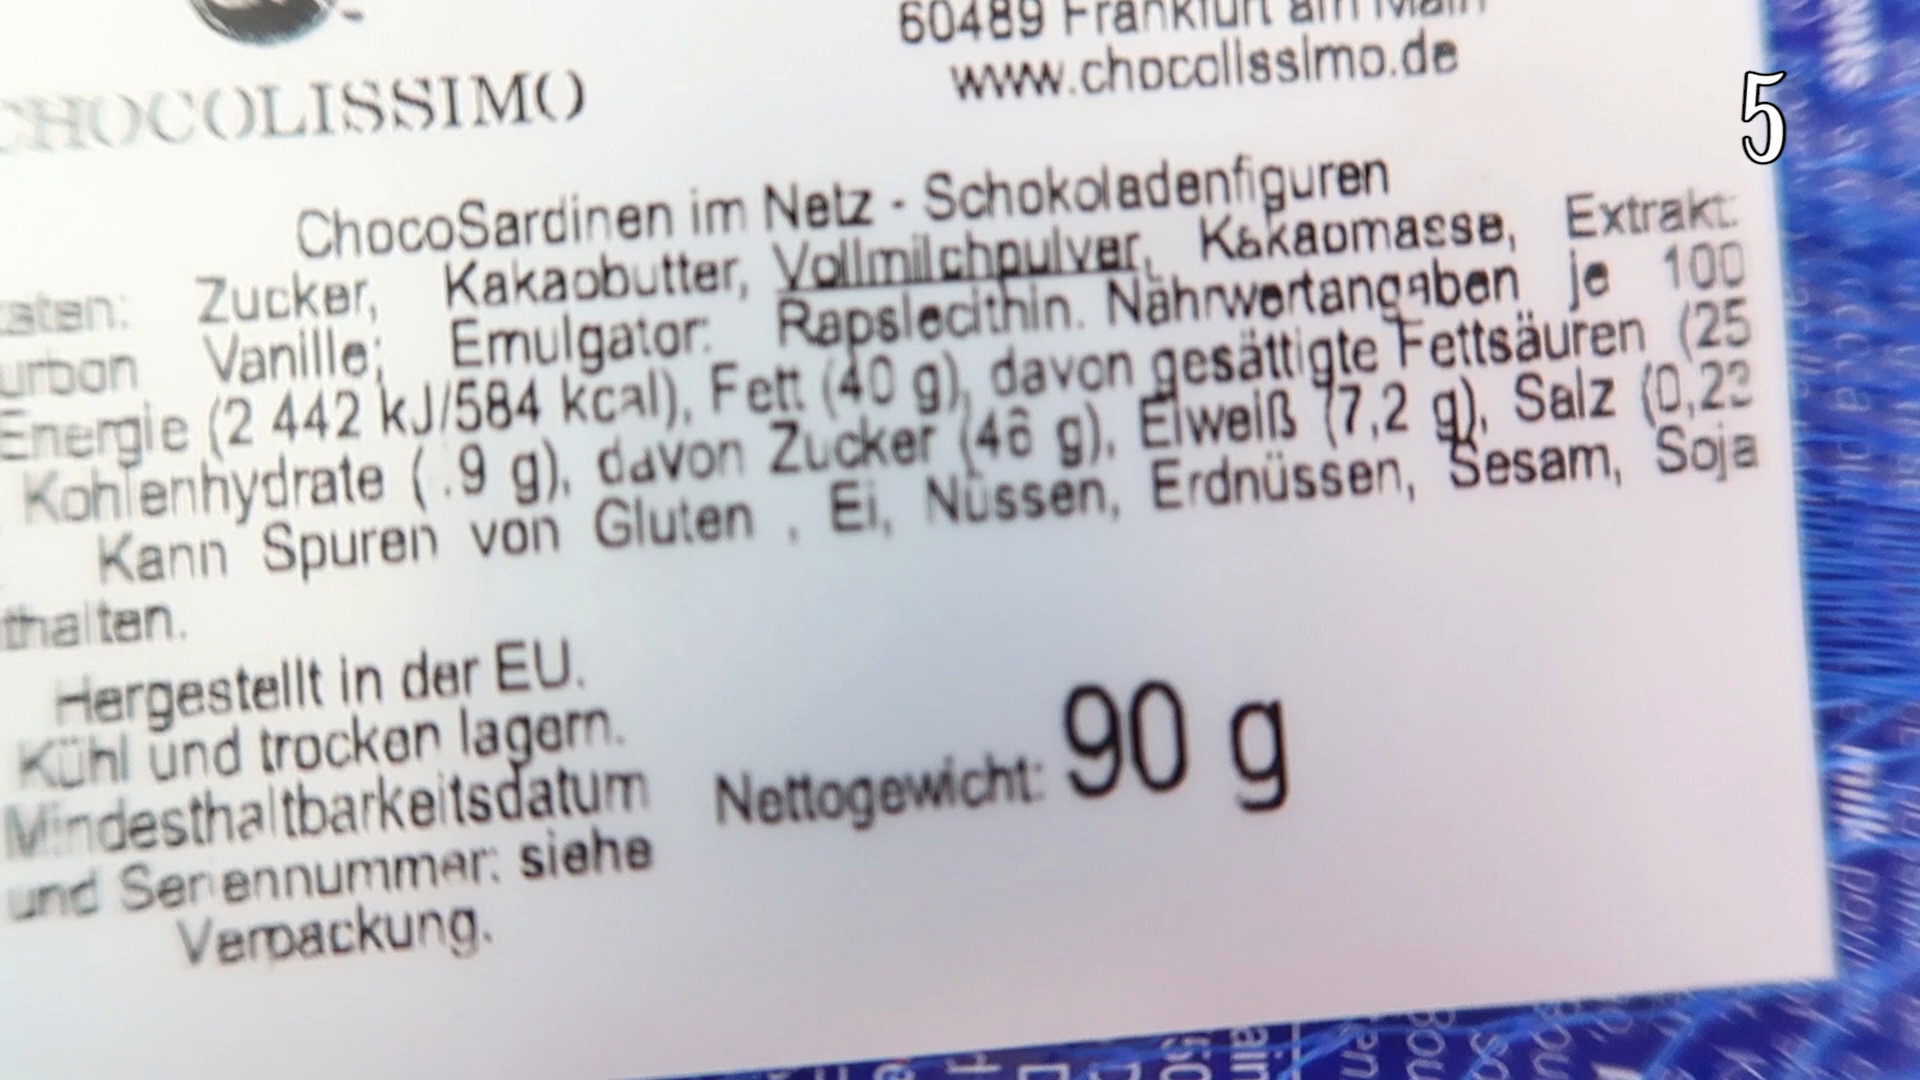 60489 Frankfurt am Main
www.chocolissimo.de
CHOCOLISSIMO
5
ChocoSardinen im Netz - Schokoladenfiguren
Zucker, Kakaobutter, Vollmilchpulver, Kakaomasse, Extrakt:
Vanille; Emulgator: Rapslecithin. Nährwertangaben je 100
Energie (2 442 kJ/584 kcal), Fett (40 g), davon gesättigte Fettsäuren (25
Kohlenhydrate ( davon Zucker Eiweiß (7,2 g), Salz
Kann Spuren von Gluten , Ei, Nüssen, Erdnüssen, Sesam, Soja
thalten.
Hergestellt in der EU.
Kühl und trocken lagern.
Mindesthaltbarkeitsdatum
und Seriennummer: siehe
Verpackung.
Nettogewicht: 90 g